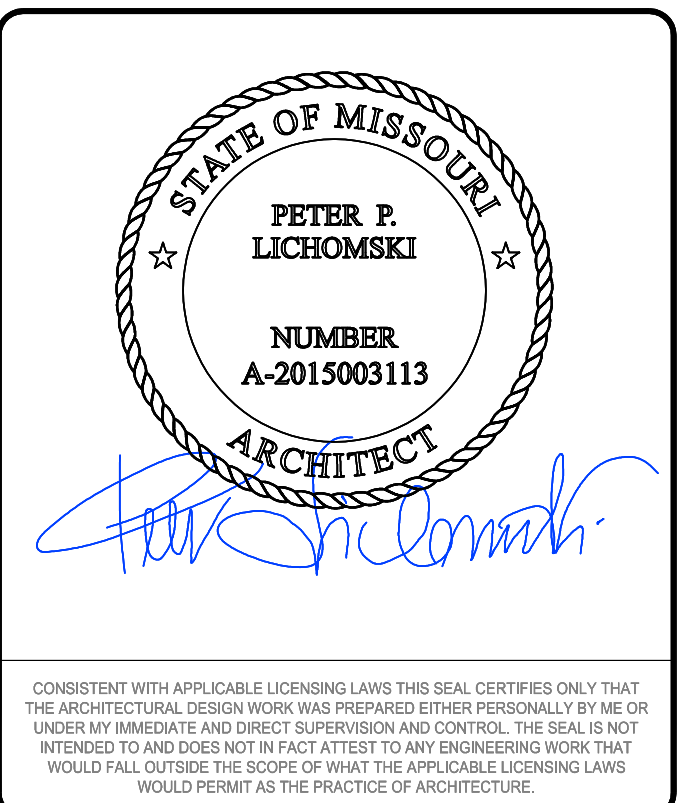 STATE OF MISSOURI
PETER P.
LICHOMSKI
NUMBER
A-2015003113
ARCHITECT
Peter Lichomski
CONSISTENT WITH APPLICABLE LICENSING LAWS THIS SEAL CERTIFIES ONLY THAT
THE ARCHITECTURAL DESIGN WORK WAS PREPARED EITHER PERSONALLY BY ME OR
UNDER MY IMMEDIATE AND DIRECT SUPERVISION AND CONTROL. THE SEAL IS NOT
INTENDED TO AND DOES NOT IN FACT ATTEST TO ANY ENGINEERING WORK THAT
WOULD FALL OUTSIDE THE SCOPE OF WHAT THE APPLICABLE LICENSING LAWS
WOULD PERMIT AS THE PRACTICE OF ARCHITECTURE.